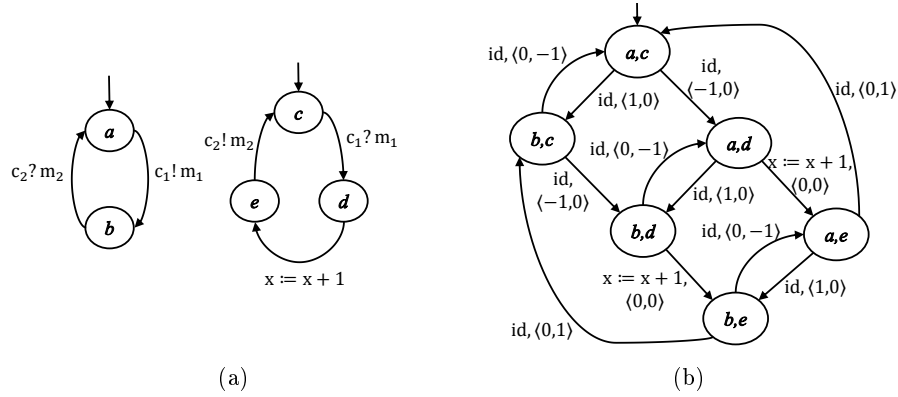 a
b
c₂? m₂
c₁! m₁
c
d
e
c₂! m₂
c₁? m₁
x ≔ x + 1
(a)
a,c
id, ⟨0, −1⟩
id,
⟨−1,0⟩
id, ⟨1,0⟩
id, ⟨0,1⟩
b,c
a,d
id, ⟨0, −1⟩
id,
⟨−1,0⟩
id, ⟨1,0⟩
x ≔ x + 1,
⟨0,0⟩
b,d
a,e
id, ⟨0, −1⟩
x ≔ x + 1,
⟨0,0⟩
id, ⟨1,0⟩
b,e
id, ⟨0,1⟩
(b)